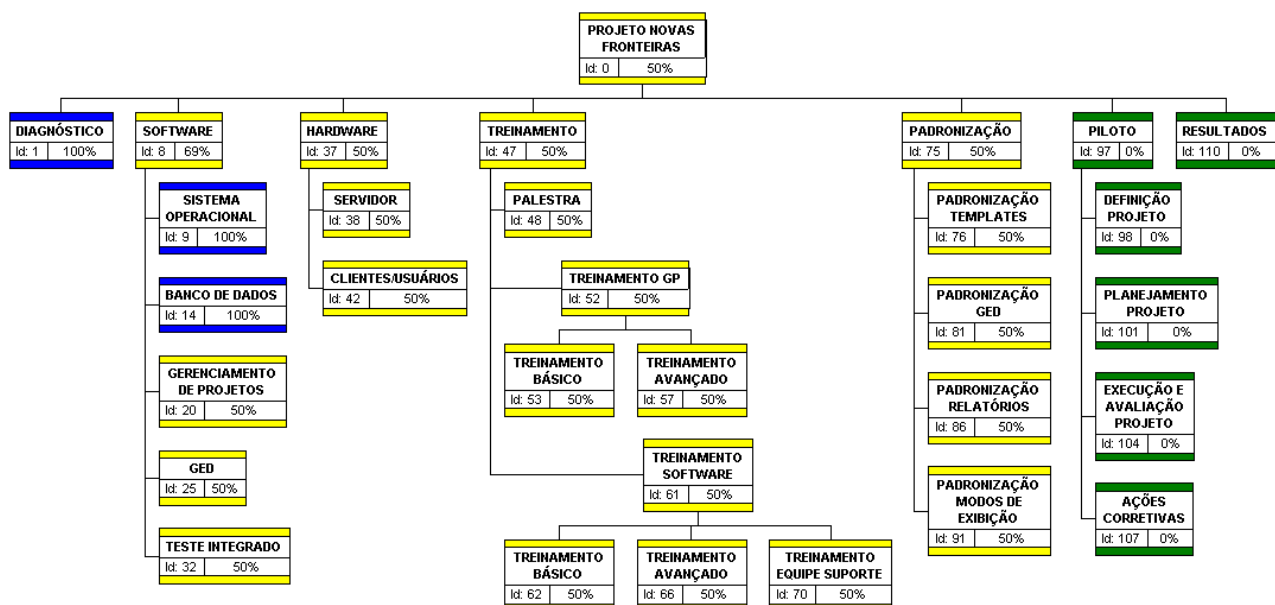 PROJETO NOVAS
FRONTEIRAS
Id: 0 50%
DIAGNÓSTICO
Id: 1 100%
SOFTWARE
Id: 8 69%
HARDWARE
Id: 37 50%
TREINAMENTO
Id: 47 50%
PADRONIZAÇÃO
Id: 75 50%
PILOTO
Id: 97 0%
RESULTADOS
Id: 110 0%
SISTEMA
OPERACIONAL
Id: 9 100%
BANCO DE DADOS
Id: 14 100%
GERENCIAMENTO
DE PROJETOS
Id: 20 50%
GED
Id: 25 50%
TESTE INTEGRADO
Id: 32 50%
SERVIDOR
Id: 38 50%
CLIENTES/USUÁRIOS
Id: 42 50%
PALESTRA
Id: 48 50%
TREINAMENTO GP
Id: 52 50%
TREINAMENTO
BÁSICO
Id: 53 50%
TREINAMENTO
AVANÇADO
Id: 57 50%
TREINAMENTO
SOFTWARE
Id: 61 50%
TREINAMENTO
BÁSICO
Id: 62 50%
TREINAMENTO
AVANÇADO
Id: 66 50%
TREINAMENTO
EQUIPE SUPORTE
Id: 70 50%
PADRONIZAÇÃO
TEMPLATES
Id: 76 50%
PADRONIZAÇÃO
GED
Id: 81 50%
PADRONIZAÇÃO
RELATÓRIOS
Id: 86 50%
PADRONIZAÇÃO
MODOS DE
EXIBIÇÃO
Id: 91 50%
DEFINIÇÃO
PROJETO
Id: 98 0%
PLANEJAMENTO
PROJETO
Id: 101 0%
EXECUÇÃO E
AVALIAÇÃO
PROJETO
Id: 104 0%
AÇÕES
CORRETIVAS
Id: 107 0%